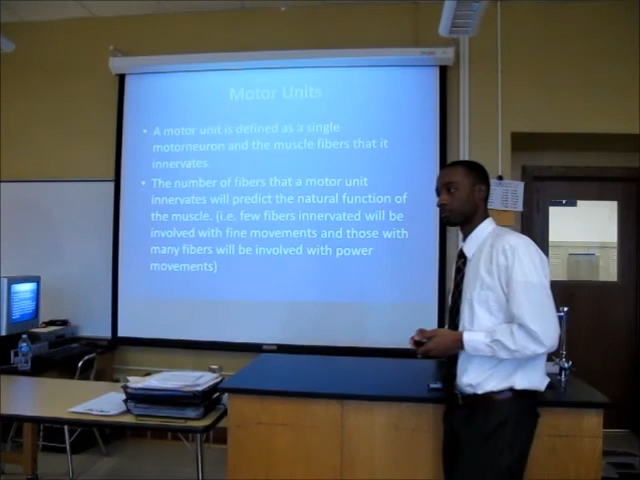 Motor Units
• A motor unit is defined as a single
motorneuron and the muscle fibers that it
innervates
• The number of fibers that a motor unit
innervates will predict the natural function of
the muscle. (i.e. few fibers innervated will be
involved with fine movements and those with
many fibers will be involved with power
movements)